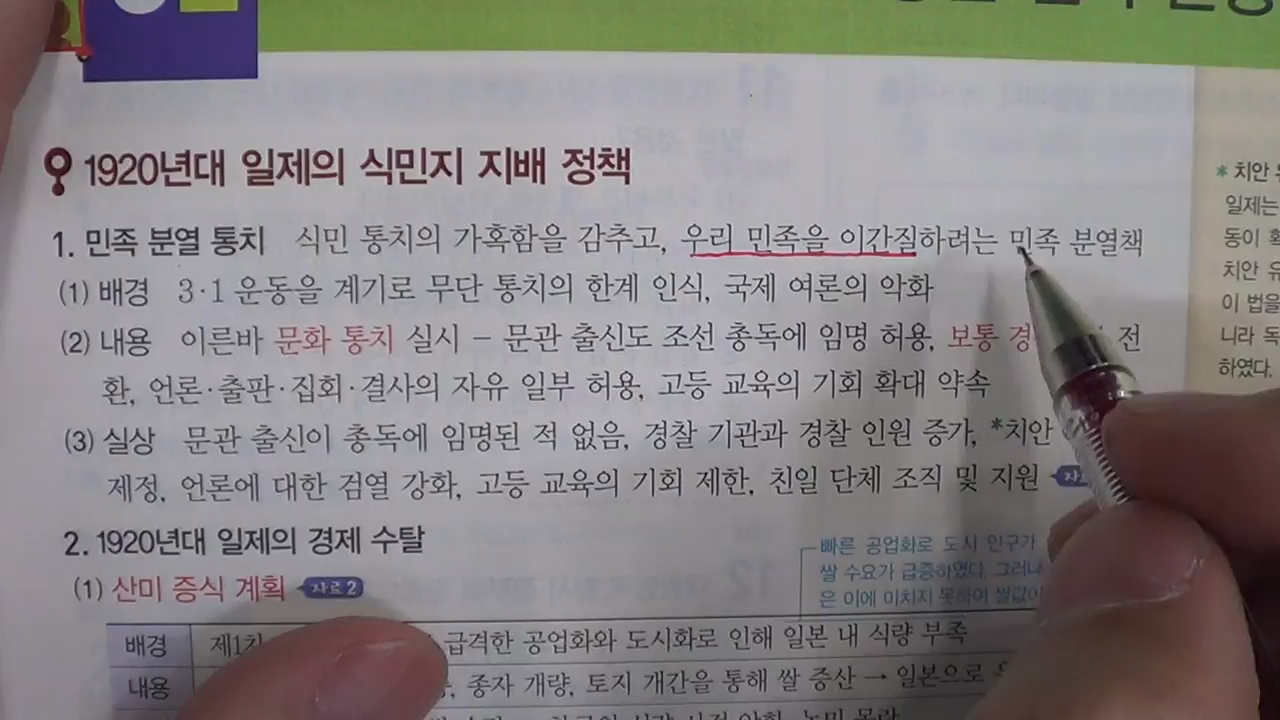 1920년대 일제의 식민지 지배 정책
1. 민족 분열 통치 식민 통치의 가혹함을 감추고, 우리 민족을 이간질하려는 민족 분열책
(1) 배경 3·1 운동을 계기로 무단 통치의 한계 인식, 국제 여론의 악화
(2) 내용 이른바 문화 통치 실시 – 문관 출신도 조선 총독에 임명 허용, 보통 전
환, 언론·출판·집회·결사의 자유 일부 허용, 고등 교육의 기회 확대 약속
(3) 실상 문관 출신이 총독에 임명된 적 없음, 경찰 기관과 경찰 인원 증가, *치안
제정, 언론에 대한 검열 강화, 고등 교육의 기회 제한, 친일 단체 조직 및 지원
2. 1920년대 일제의 경제 수탈
(1) 산미 증식 계획 자료 2
빠른 공업화로 도시 인구가
쌀 수요가 급증하였다. 그러나
은 이에 미치지 못하여 쌀값이
배경 제1차 급격한 공업화와 도시화로 인해 일본 내 식량 부족
내용 종자 개량, 토지 개간을 통해 쌀 증산 → 일본으로
* 치안
일제는
동이
치안
이 법을
니라 독
하였다.